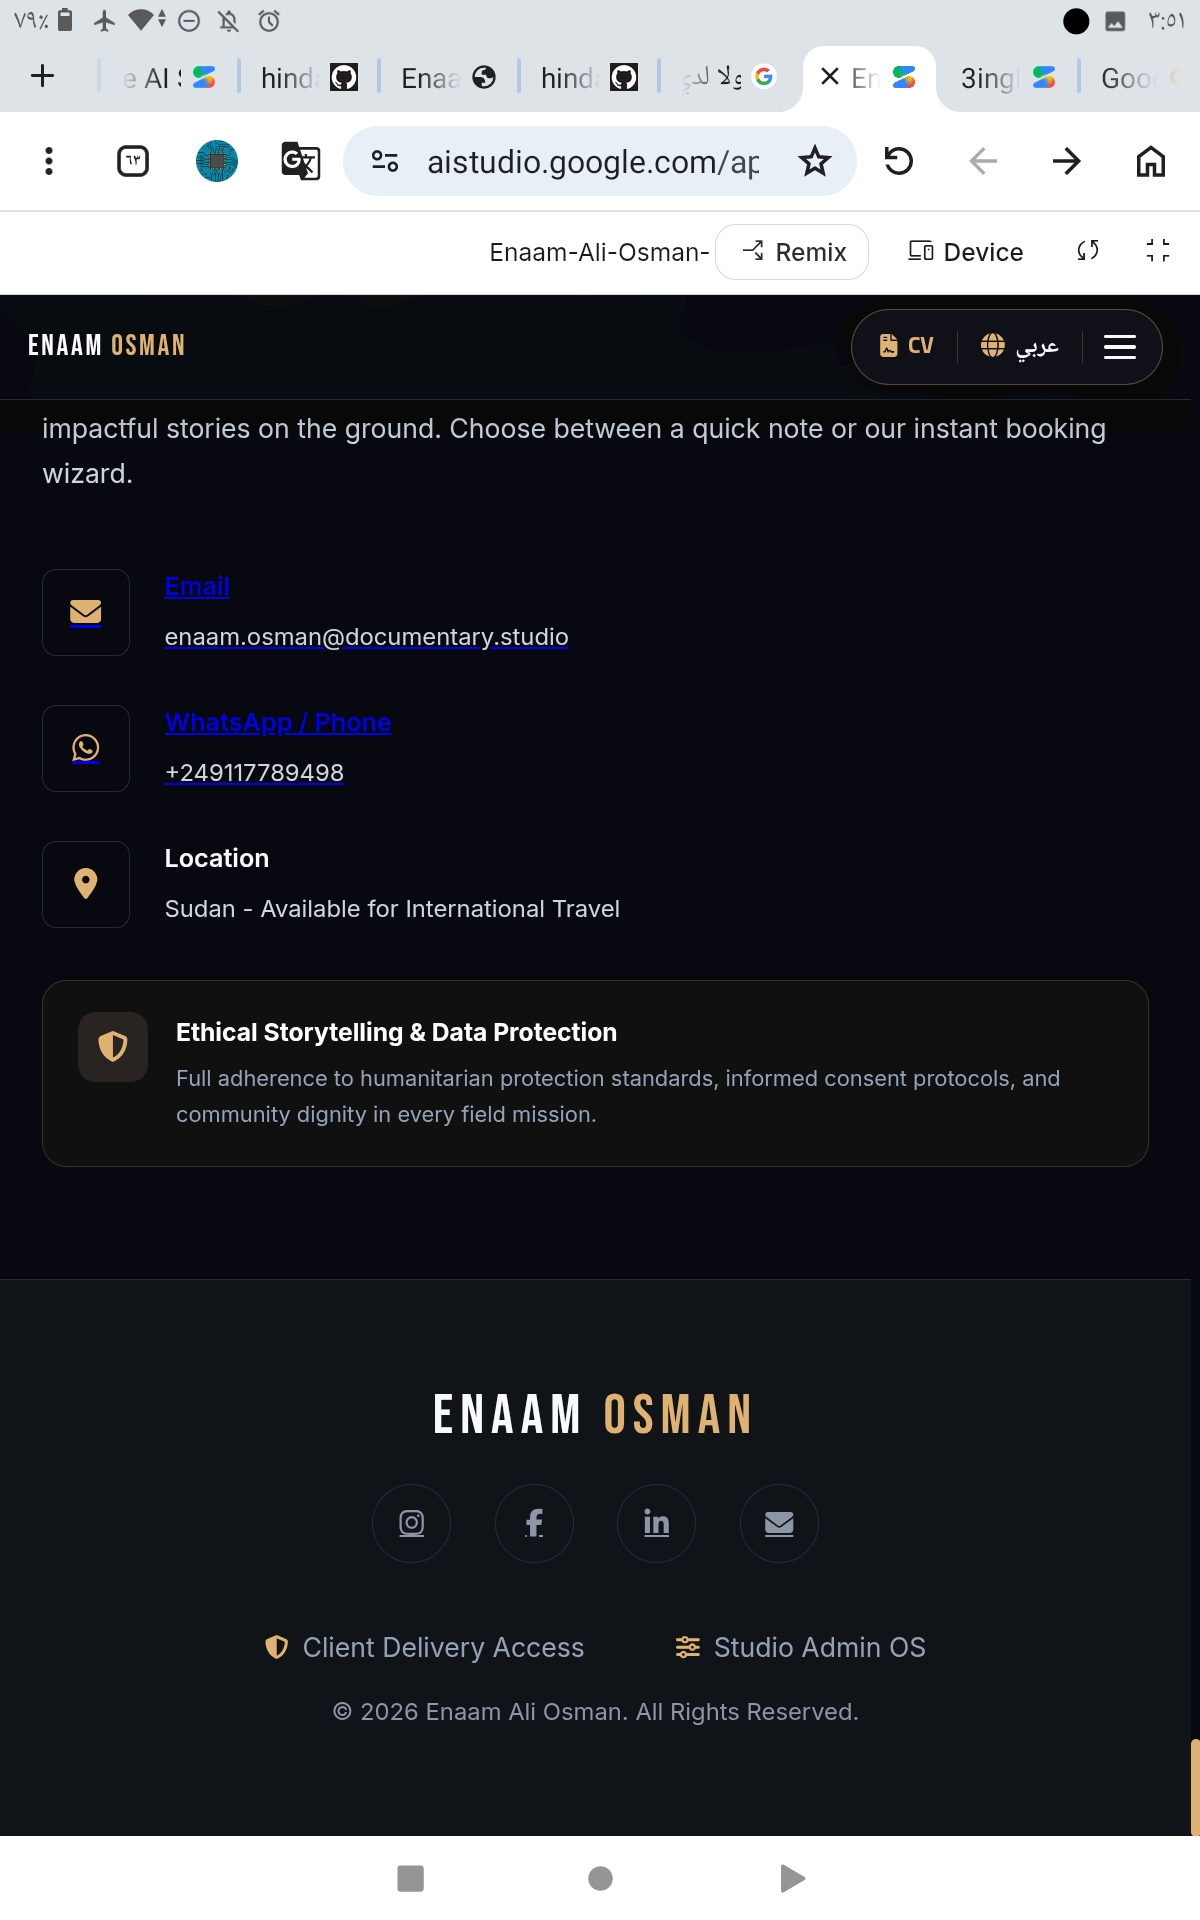 ٧٩٪
٣:٥١
e AI
hind
Enaa
hind
ولا لدي
En
3ing
Goo
٦٣
aistudio.google.com/ap
Enaam-Ali-Osman-
Remix
Device
ENAAM OSMAN
CV
عربي
impactful stories on the ground. Choose between a quick note or our instant booking
wizard.
Email
enaam.osman@documentary.studio
WhatsApp / Phone
+249117789498
Location
Sudan - Available for International Travel
Ethical Storytelling & Data Protection
Full adherence to humanitarian protection standards, informed consent protocols, and
community dignity in every field mission.
ENAAM OSMAN
Client Delivery Access
Studio Admin OS
© 2026 Enaam Ali Osman. All Rights Reserved.